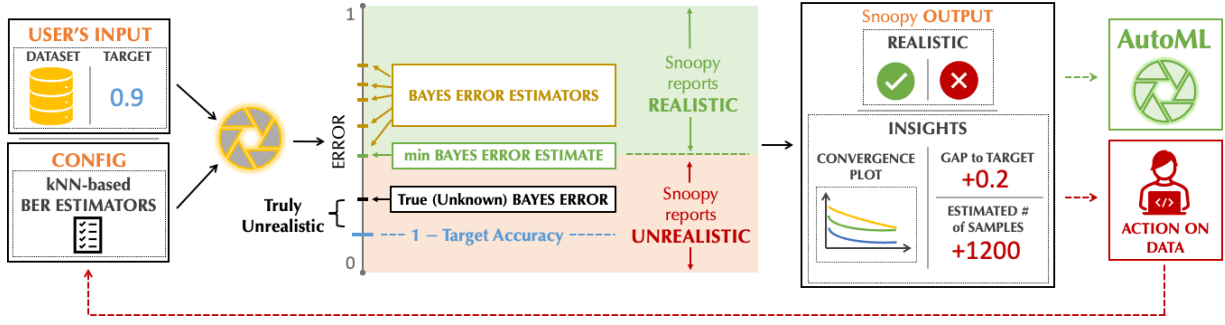 USER'S INPUT
DATASET
TARGET
0.9
CONFIG
kNN-based
BER ESTIMATORS
1
ERROR
0
BAYES ERROR ESTIMATORS
min BAYES ERROR ESTIMATE
True (Unknown) BAYES ERROR
Truly
Unrealistic
1 – Target Accuracy
Snoopy
reports
REALISTIC
Snoopy
reports
UNREALISTIC
Snoopy OUTPUT
REALISTIC
INSIGHTS
CONVERGENCE
PLOT
GAP to TARGET
+0.2
ESTIMATED #
of SAMPLES
+1200
AutoML
</>
ACTION ON
DATA